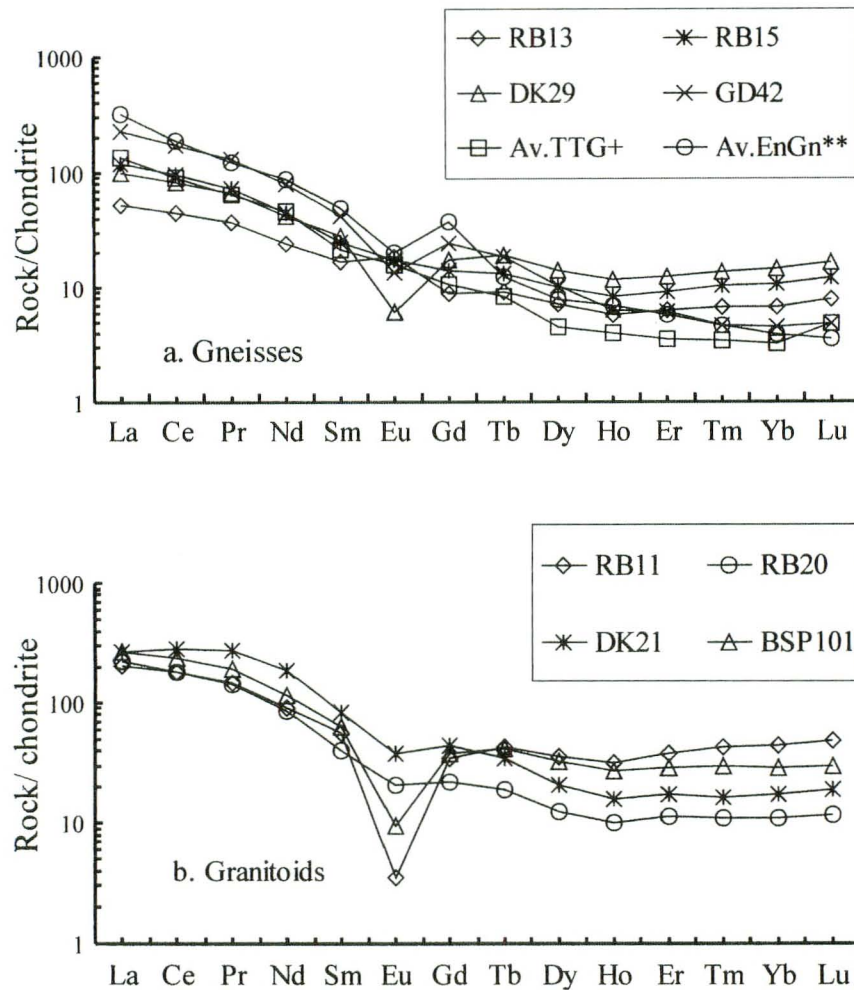 RB13 RB15
DK29 GD42
Av.TTG+ Av.EnGn**
Rock/Chondrite
1000
100
10
1
a. Gneisses
La Ce Pr Nd Sm Eu Gd Tb Dy Ho Er Tm Yb Lu
RB11 RB20
DK21 BSP101
Rock/ chondrite
1000
100
10
1
b. Granitoids
La Ce Pr Nd Sm Eu Gd Tb Dy Ho Er Tm Yb Lu